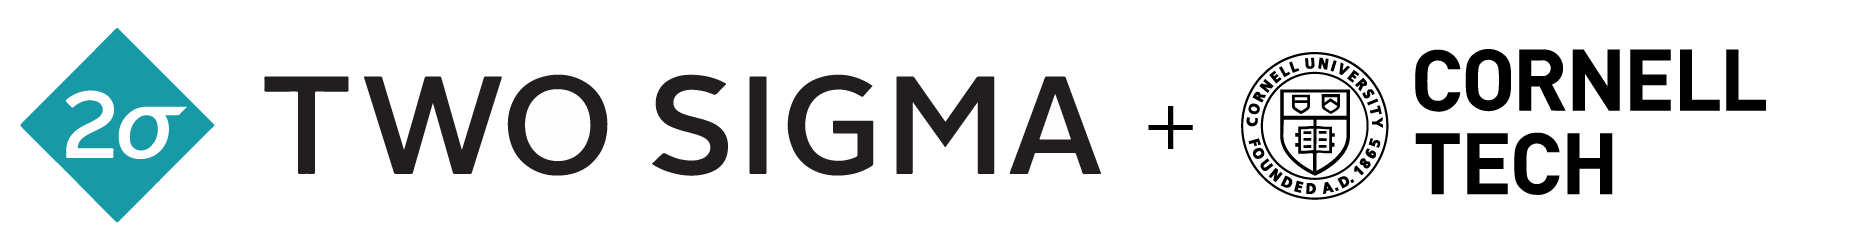 2σ
TWO SIGMA
+
CORNELL UNIVERSITY
FOUNDED A.D. 1865
CORNELL
TECH